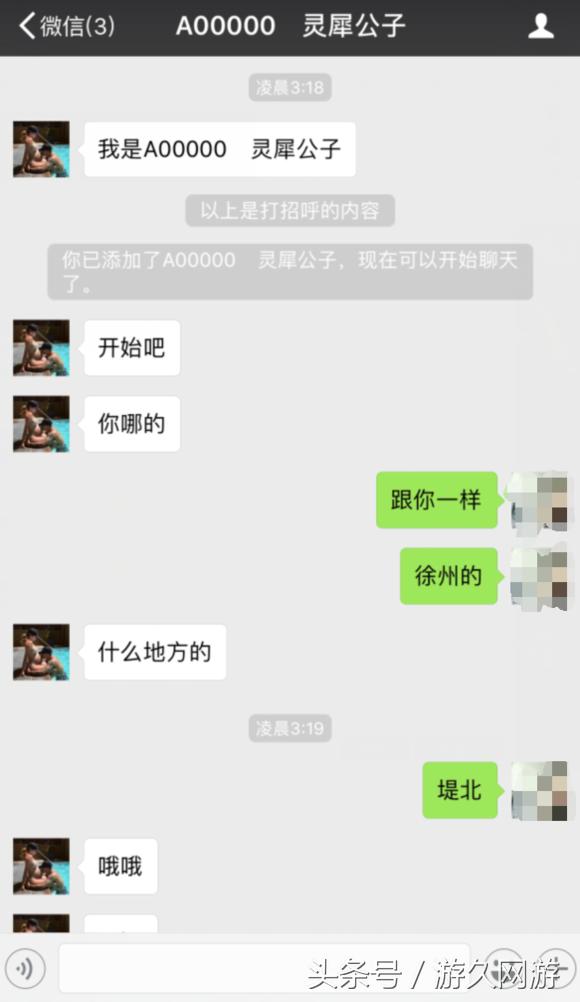 微信(3)
A00000 灵犀公子
凌晨3:18
我是A00000 灵犀公子
以上是打招呼的内容
你已添加了A00000 灵犀公子，现在可以开始聊天
了。
开始吧
你哪的
跟你一样
徐州的
什么地方的
凌晨3:19
堤北
哦哦
头条号 / 游久网游